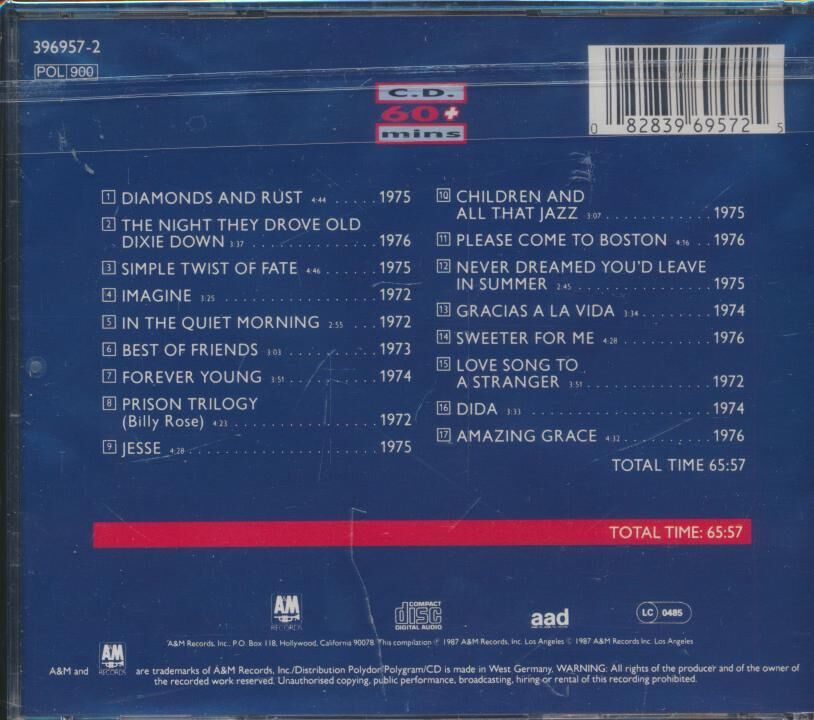 396957-2
POL 900
C.D.
60+
mins
0 82839 69572 5
1 DIAMONDS AND RUST 4:44 ..... 1975
2 THE NIGHT THEY DROVE OLD
DIXIE DOWN 3:37 ............... 1976
3 SIMPLE TWIST OF FATE 4:46 ...... 1975
4 IMAGINE 3:25 .................. 1972
5 IN THE QUIET MORNING 2:55 ... 1972
6 BEST OF FRIENDS 3:03 ........... 1973
7 FOREVER YOUNG 3:51 .......... 1974
8 PRISON TRILOGY
(Billy Rose) 4:23 ................. 1972
9 JESSE 4:28 ...................... 1975
10 CHILDREN AND
ALL THAT JAZZ 3:07 ............ 1975
11 PLEASE COME TO BOSTON 4:16 .. 1976
12 NEVER DREAMED YOU'D LEAVE
IN SUMMER 2:45 ............... 1975
13 GRACIAS A LA VIDA 3:34 ........ 1974
14 SWEETER FOR ME 4:28 .......... 1976
15 LOVE SONG TO
A STRANGER 3:51 .............. 1972
16 DIDA 3:33 .................... 1974
17 AMAZING GRACE 4:32 .......... 1976
TOTAL TIME 65:57
TOTAL TIME: 65:57
A&M RECORDS
COMPACT disc DIGITAL AUDIO
aad
LC 0485
A&M Records, Inc., P.O. Box 118, Hollywood, California 90078. This compilation ℗ 1987 A&M Records, Inc. Los Angeles © 1987 A&M Records Inc. Los Angeles
A&M and A&M RECORDS are trademarks of A&M Records, Inc./Distribution Polydor/Polygram/CD is made in West Germany. WARNING: All rights of the producer and of the owner of
the recorded work reserved. Unauthorised copying, public performance, broadcasting, hiring or rental of this recording prohibited.